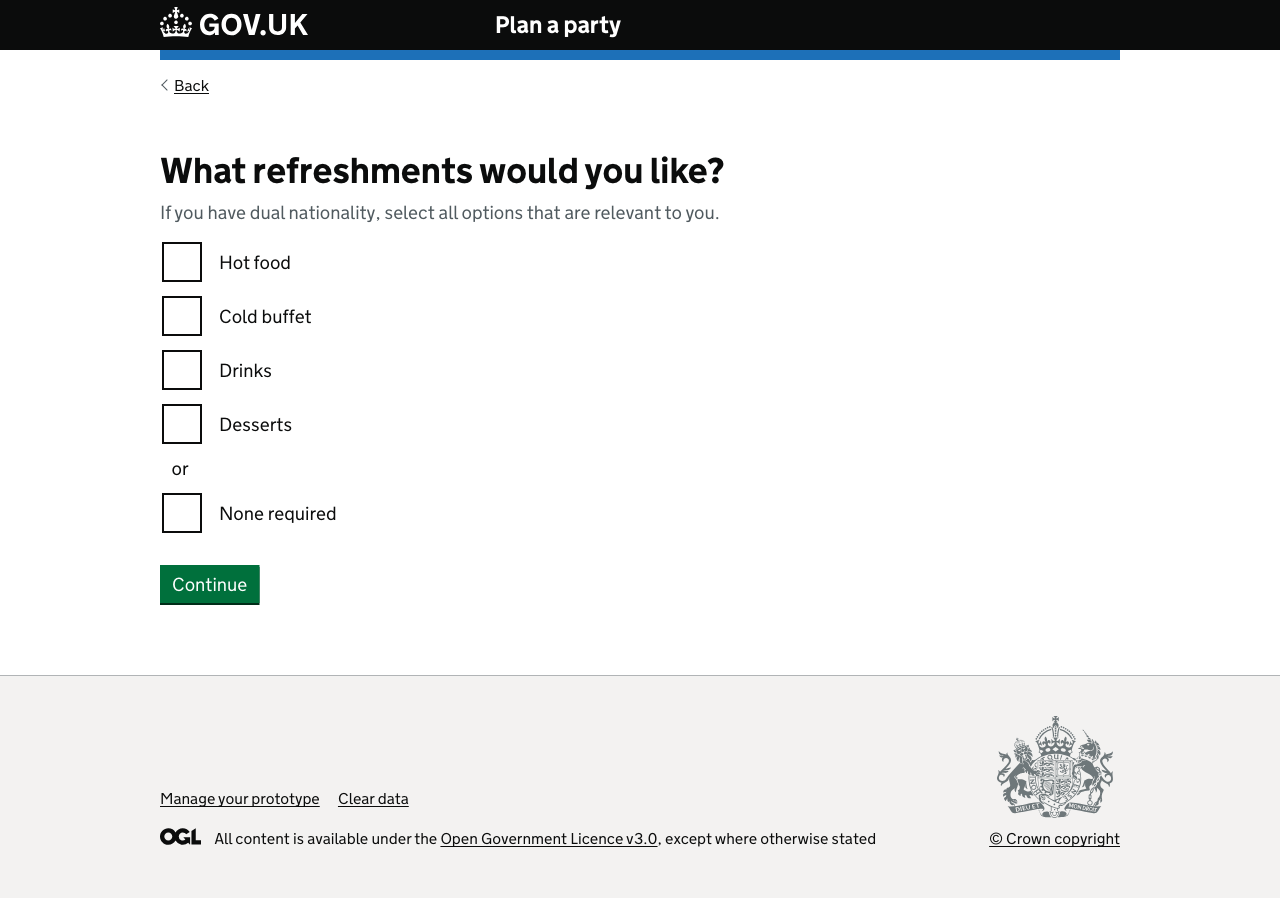 GOV.UK
Plan a party
Back
What refreshments would you like?
If you have dual nationality, select all options that are relevant to you.
Hot food
Cold buffet
Drinks
Desserts
or
None required
Continue
Manage your prototype Clear data
OGL All content is available under the Open Government Licence v3.0, except where otherwise stated
© Crown copyright